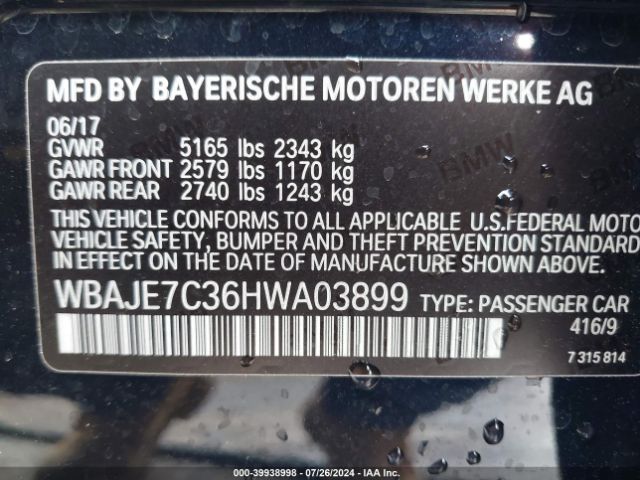 MFD BY BAYERISCHE MOTOREN WERKE AG
06/17
GVWR 5165 lbs 2343 kg
GAWR FRONT 2579 lbs 1170 kg
GAWR REAR 2740 lbs 1243 kg
THIS VEHICLE CONFORMS TO ALL APPLICABLE U.S.FEDERAL MOTO
VEHICLE SAFETY, BUMPER AND THEFT PREVENTION STANDARD
IN EFFECT ON THE DATE OF MANUFACTURE SHOWN ABOVE.
WBAJE7C36HWA03899 TYPE: PASSENGER CAR
416/9
7 315 814
000-39938998 - 07/26/2024 - IAA Inc.